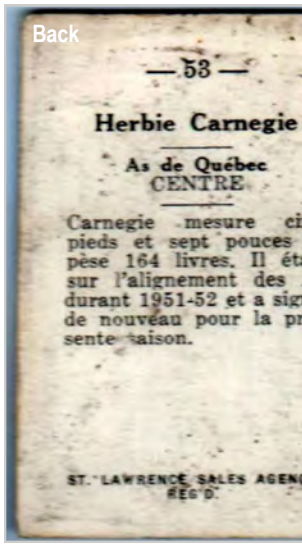 Back
— 53 —
Herbie Carnegie
As de Québec
CENTRE
Carnegie mesure ci
pieds et sept pouces
pèse 164 livres. Il éta
sur l'alignement des
durant 1951-52 et a sign
de nouveau pour la pr
sente saison.
ST. LAWRENCE SALES AGENC
REG'D.